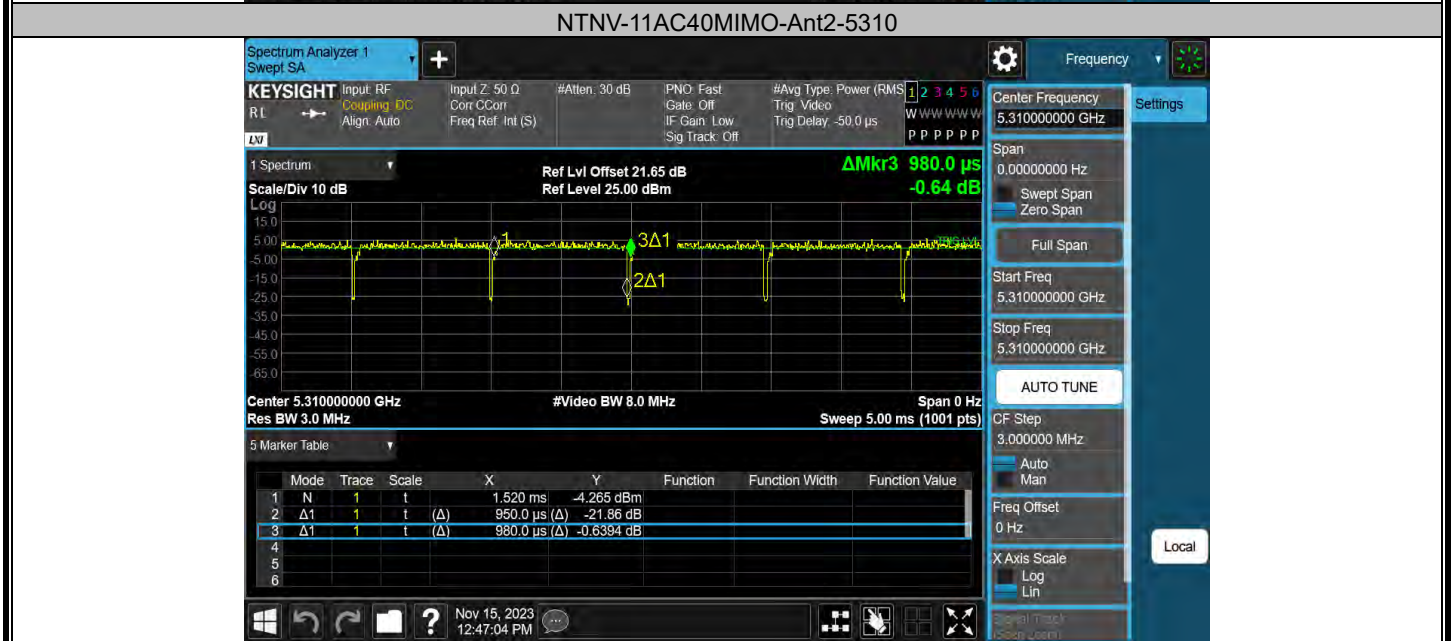 NTNV-11AC40MIMO-Ant2-5310
Spectrum Analyzer 1
Swept SA
+
Frequency
KEYSIGHT
RL
LXI
Input: RF
Coupling: DC
Align: Auto
Input Z: 50 Ω
Corr CCorr
Freq Ref: Int (S)
#Atten: 30 dB
PNO: Fast
Gate: Off
IF Gain: Low
Sig Track: Off
#Avg Type: Power (RMS
Trig: Video
Trig Delay: -50.0 µs
1 2 3 4 5 6
W W W W W W
P P P P P P
1 Spectrum
Scale/Div 10 dB
Log
Ref Lvl Offset 21.65 dB
Ref Level 25.00 dBm
ΔMkr3 980.0 µs
-0.64 dB
15.0
5.00
-5.00
-15.0
-25.0
-35.0
-45.0
-55.0
-65.0
1
3Δ1
TRIG LVL
2Δ1
Center 5.310000000 GHz
#Video BW 8.0 MHz
Span 0 Hz
Res BW 3.0 MHz
Sweep 5.00 ms (1001 pts)
5 Marker Table
Mode Trace Scale X Y Function Function Width Function Value
1 N 1 t 1.520 ms -4.265 dBm
2 Δ1 1 t (Δ) 950.0 µs (Δ) -21.86 dB
3 Δ1 1 t (Δ) 980.0 µs (Δ) -0.6394 dB
4
5
6
?
Nov 15, 2023
12:47:04 PM
Center Frequency
5.310000000 GHz
Settings
Span
0.00000000 Hz
Swept Span
Zero Span
Full Span
Start Freq
5.310000000 GHz
Stop Freq
5.310000000 GHz
AUTO TUNE
CF Step
3.000000 MHz
Auto
Man
Freq Offset
0 Hz
X Axis Scale
Log
Lin
Local
Signal Track
(Span Zoom)